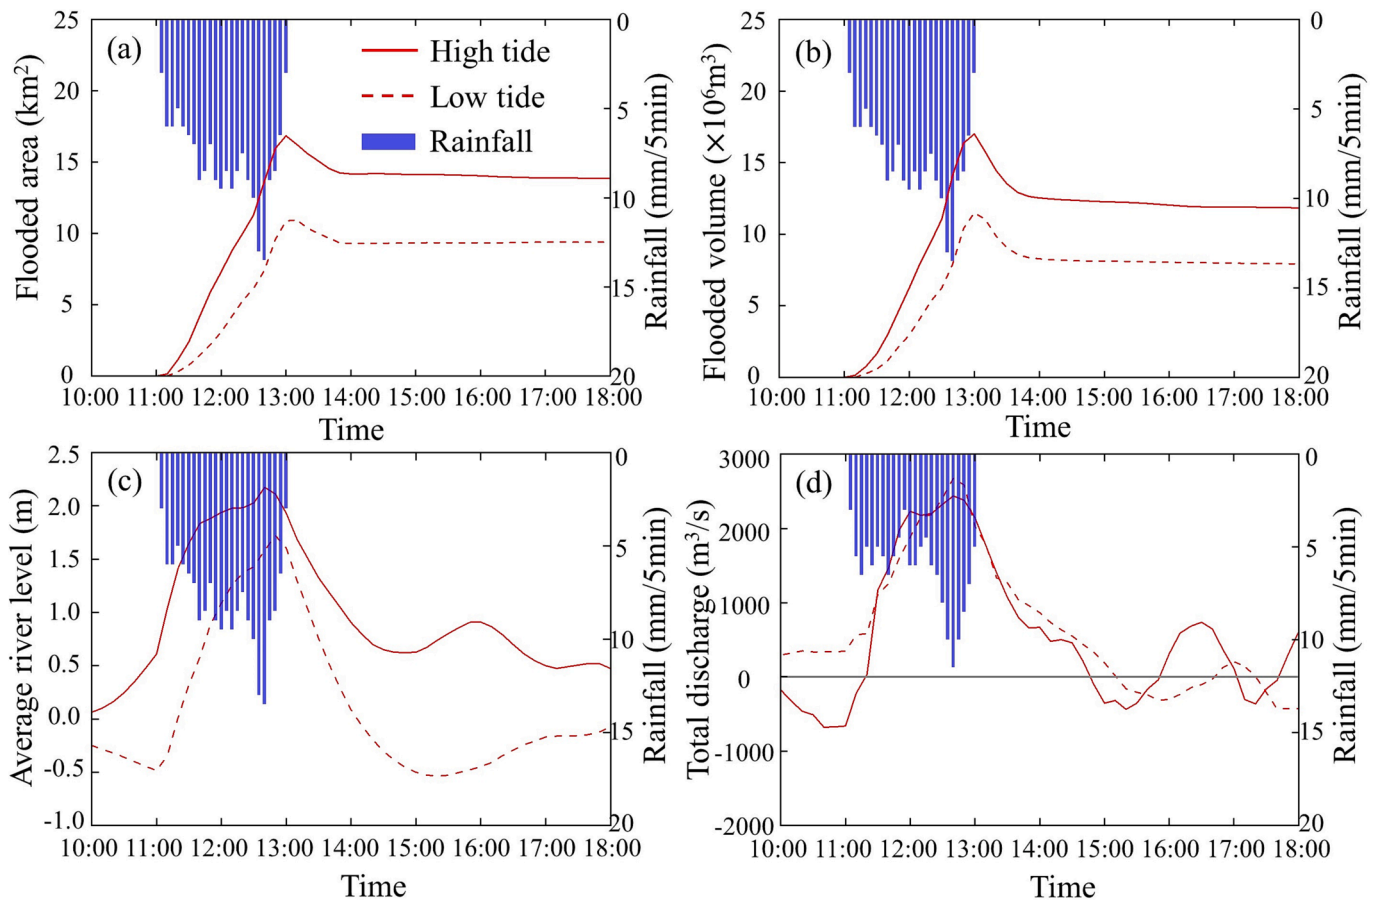 (a)
High tide
Low tide
Rainfall
Flooded area (km²)
25
20
15
10
5
0
10:00 11:00 12:00 13:00 14:00 15:00 16:00 17:00 18:00
Time
0
5
10
15
20
Rainfall (mm/5min)
(b)
Flooded volume (×10⁶m³)
25
20
15
10
5
0
10:00 11:00 12:00 13:00 14:00 15:00 16:00 17:00 18:00
Time
0
5
10
15
20
Rainfall (mm/5min)
(c)
Average river level (m)
2.5
2.0
1.5
1.0
0.5
0.0
-0.5
-1.0
10:00 11:00 12:00 13:00 14:00 15:00 16:00 17:00 18:00
Time
0
5
10
15
20
Rainfall (mm/5min)
(d)
Total discharge (m³/s)
3000
2000
1000
0
-1000
-2000
10:00 11:00 12:00 13:00 14:00 15:00 16:00 17:00 18:00
Time
0
5
10
15
20
Rainfall (mm/5min)